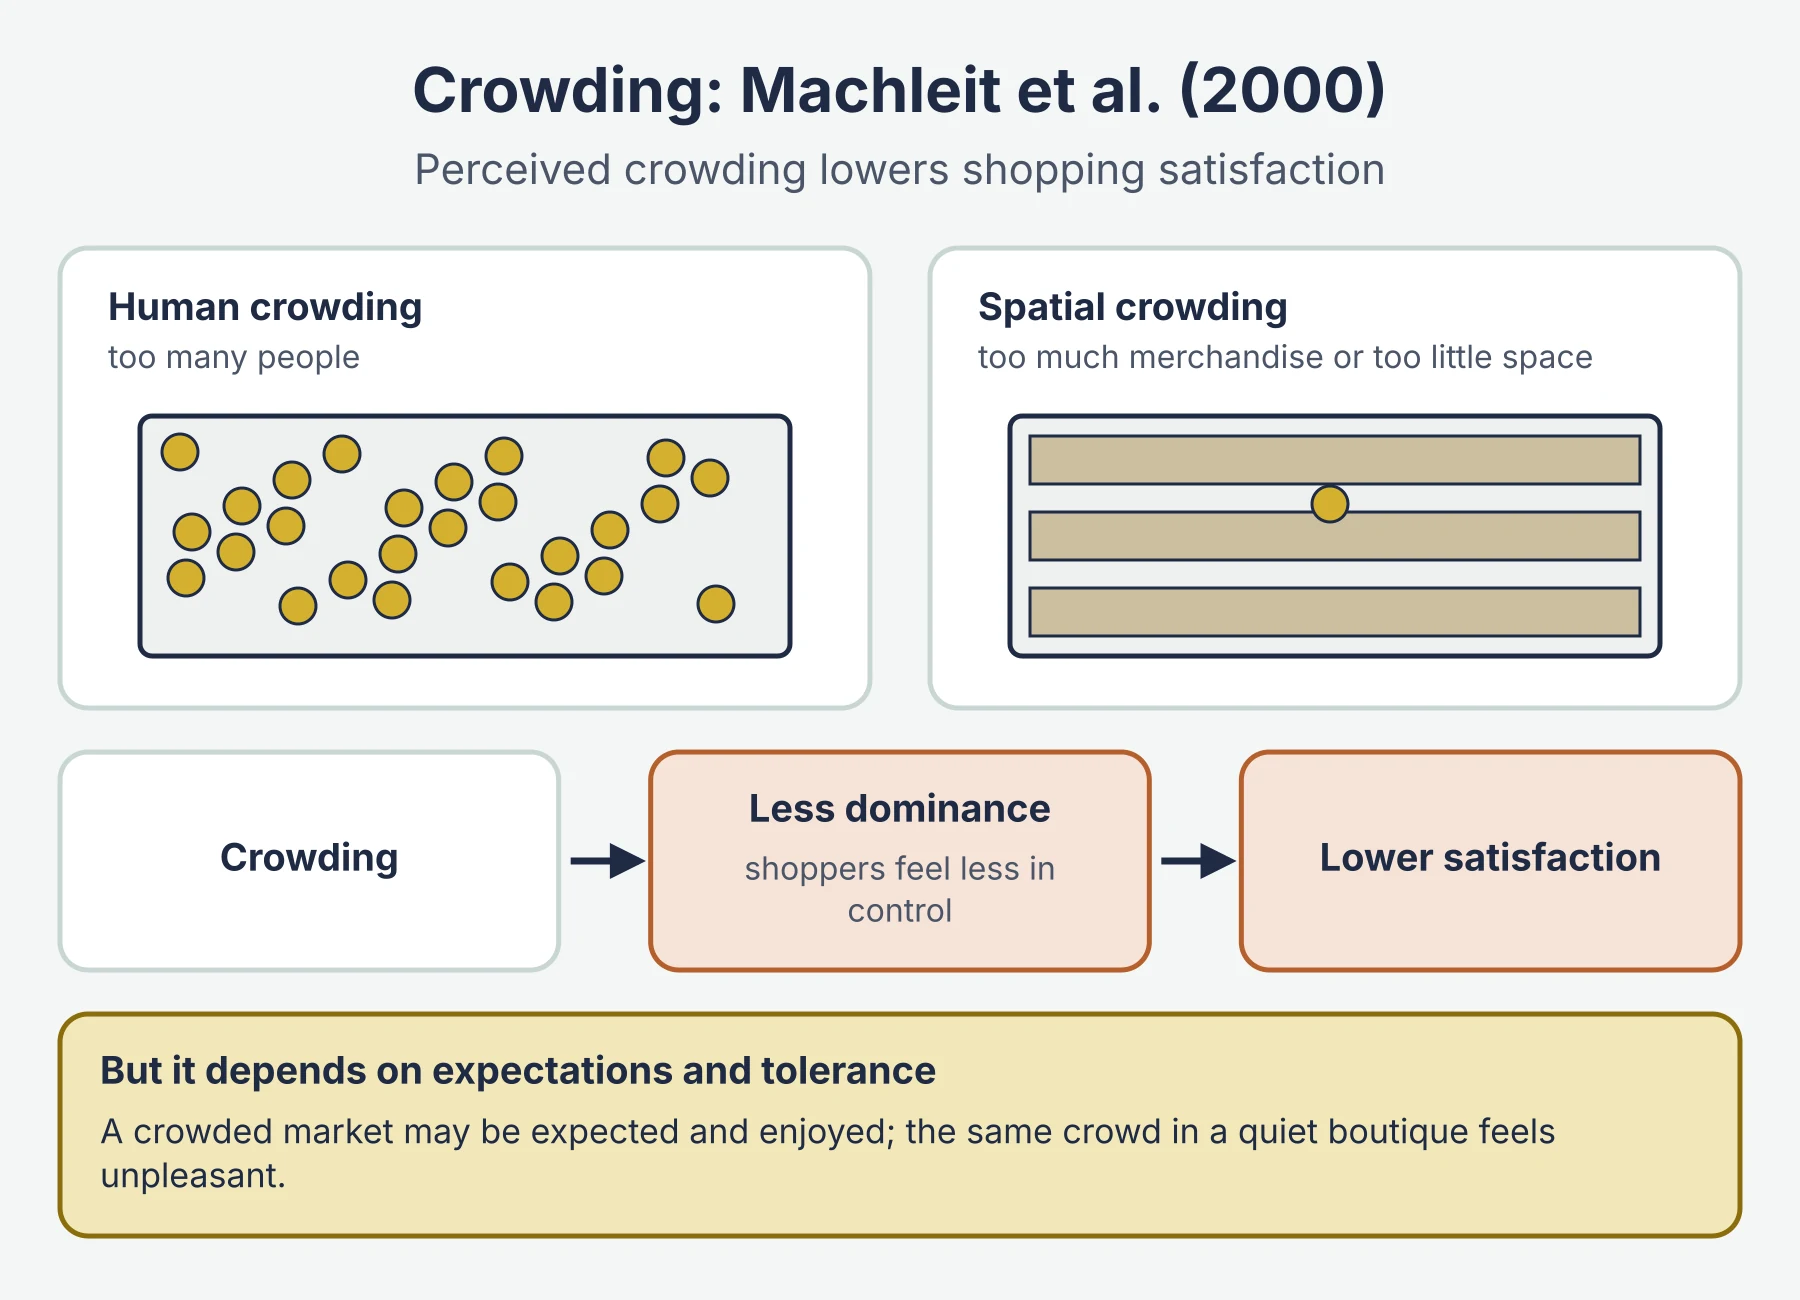 Crowding: Machleit et al. (2000)
Perceived crowding lowers shopping satisfaction
Human crowding
too many people
Spatial crowding
too much merchandise or too little space
Crowding
Less dominance
shoppers feel less in
control
Lower satisfaction
But it depends on expectations and tolerance
A crowded market may be expected and enjoyed; the same crowd in a quiet boutique feels
unpleasant.